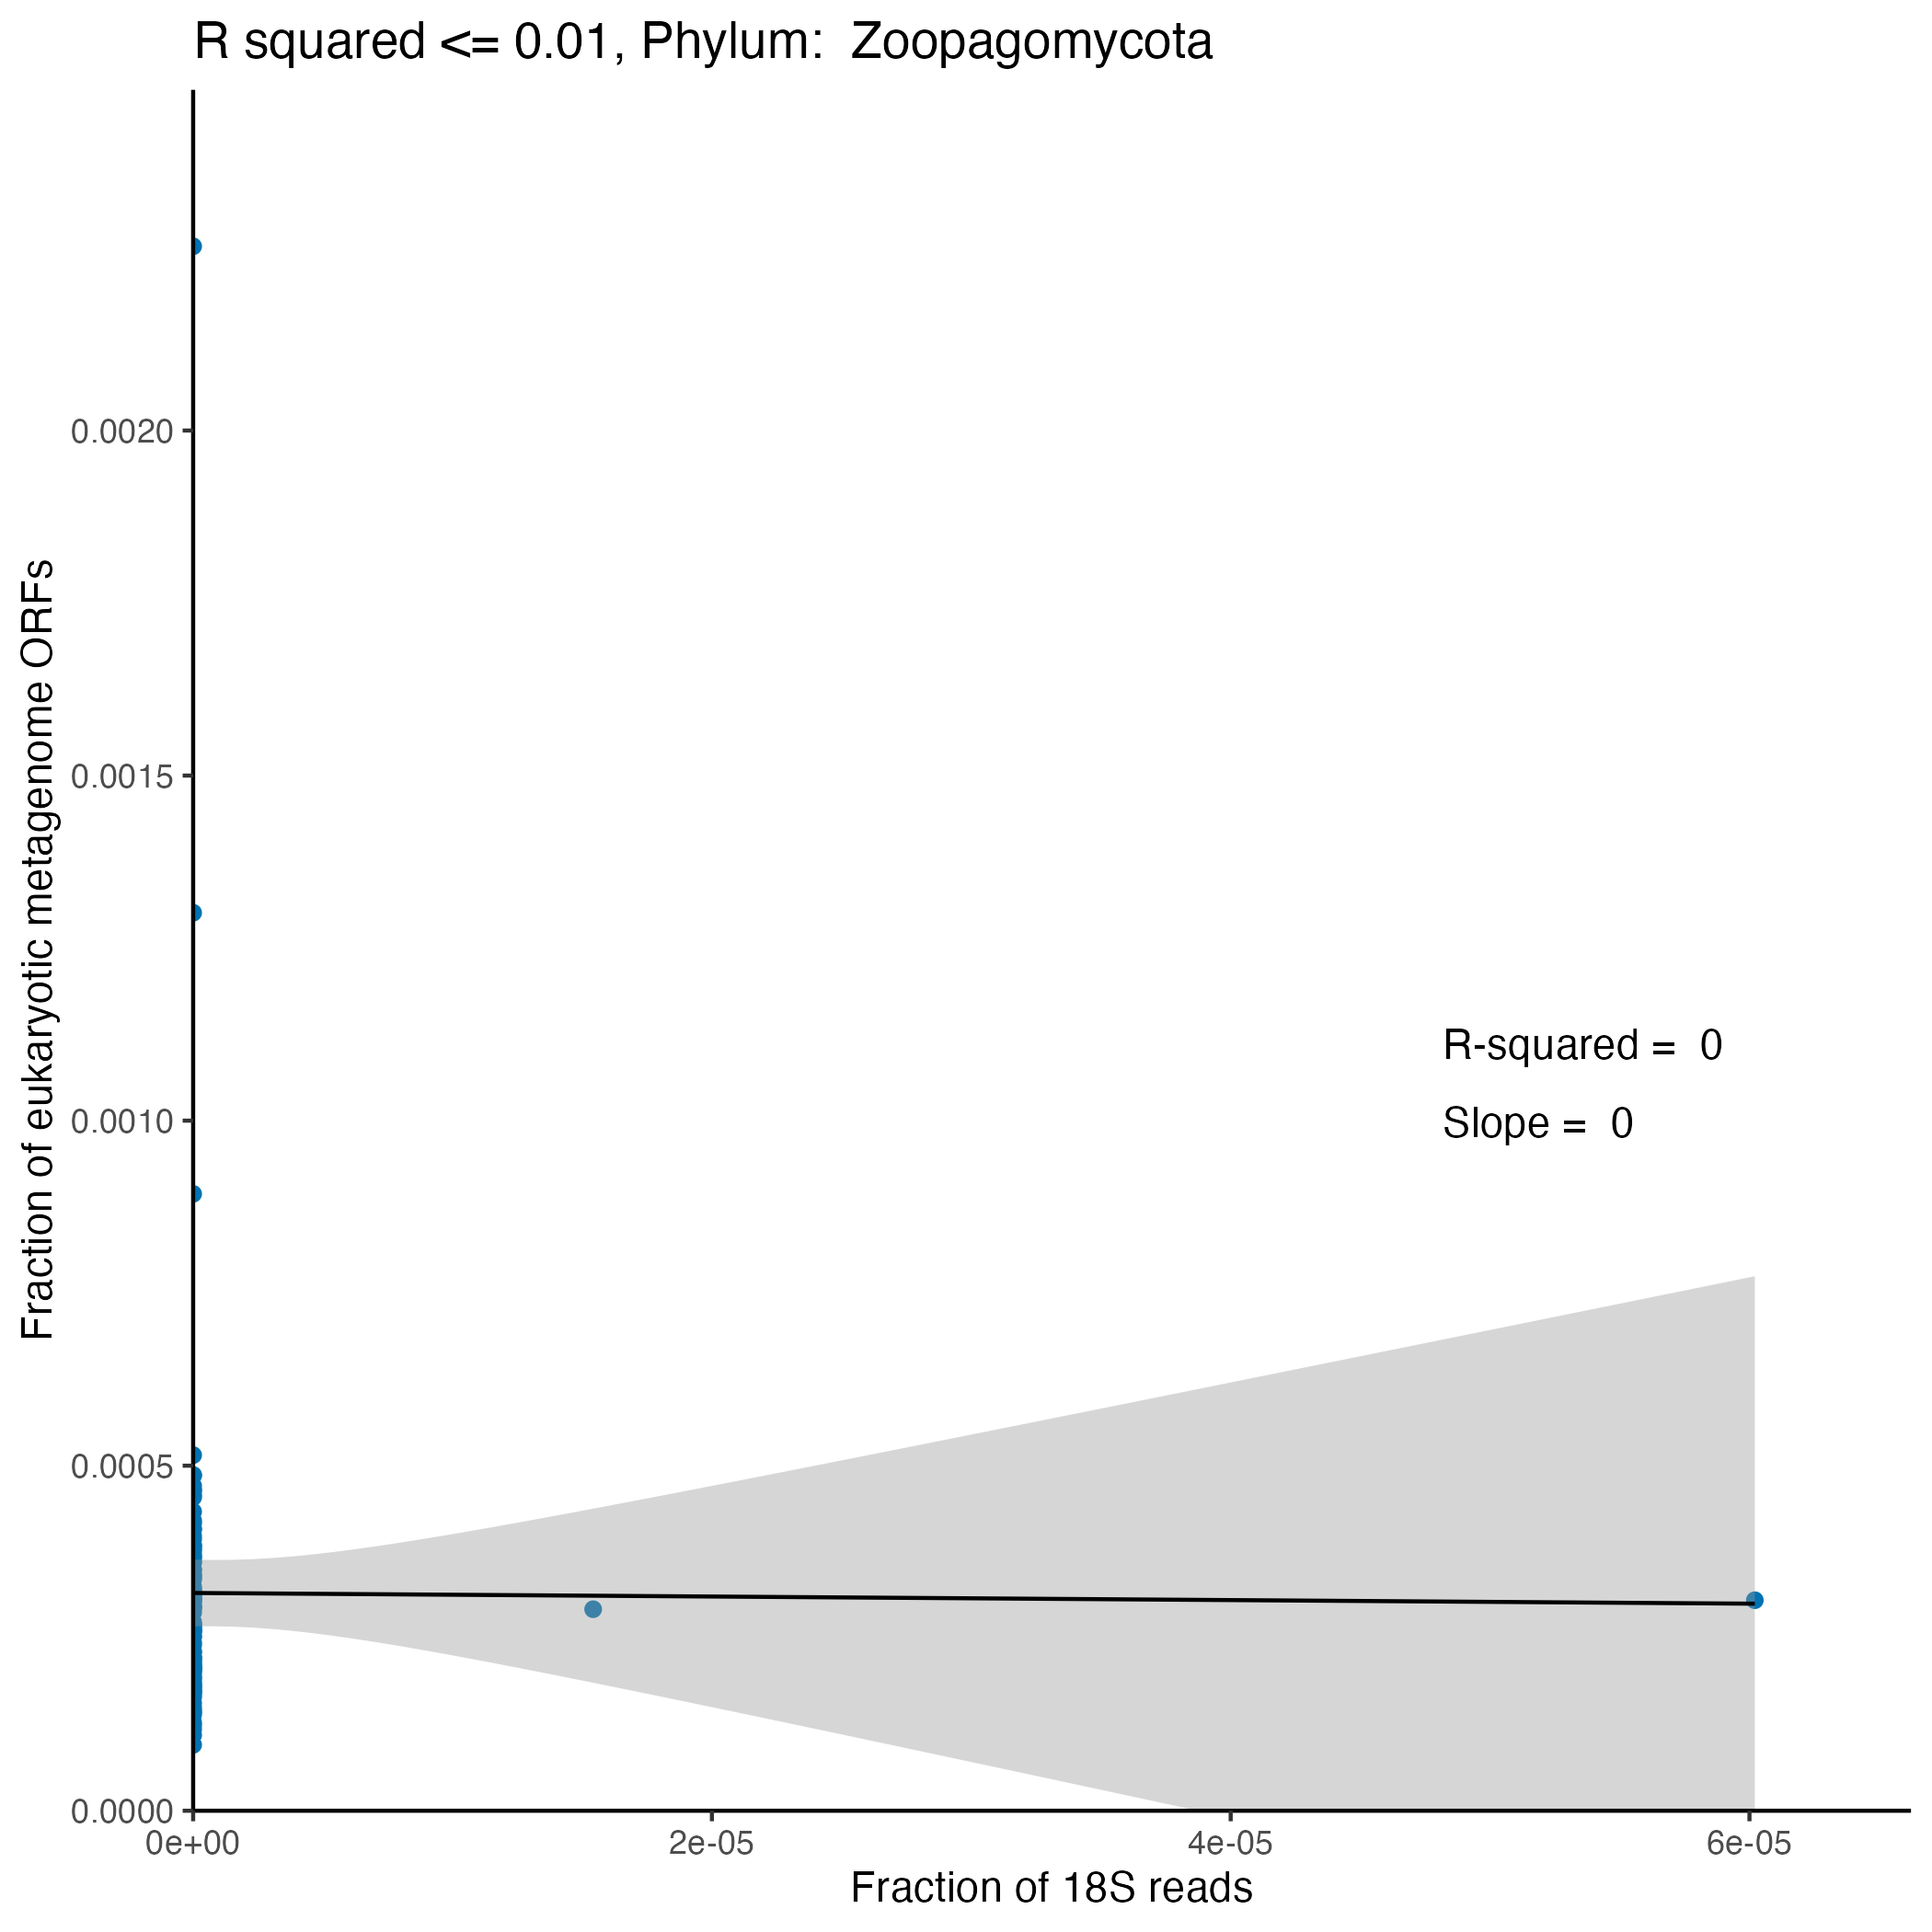 R squared <= 0.01, Phylum:  Zoopagomycota
Fraction of eukaryotic metagenome ORFs
0.0020
0.0015
0.0010
0.0005
0.0000
R-squared =  0
Slope =  0
0e+00
2e-05
4e-05
6e-05
Fraction of 18S reads